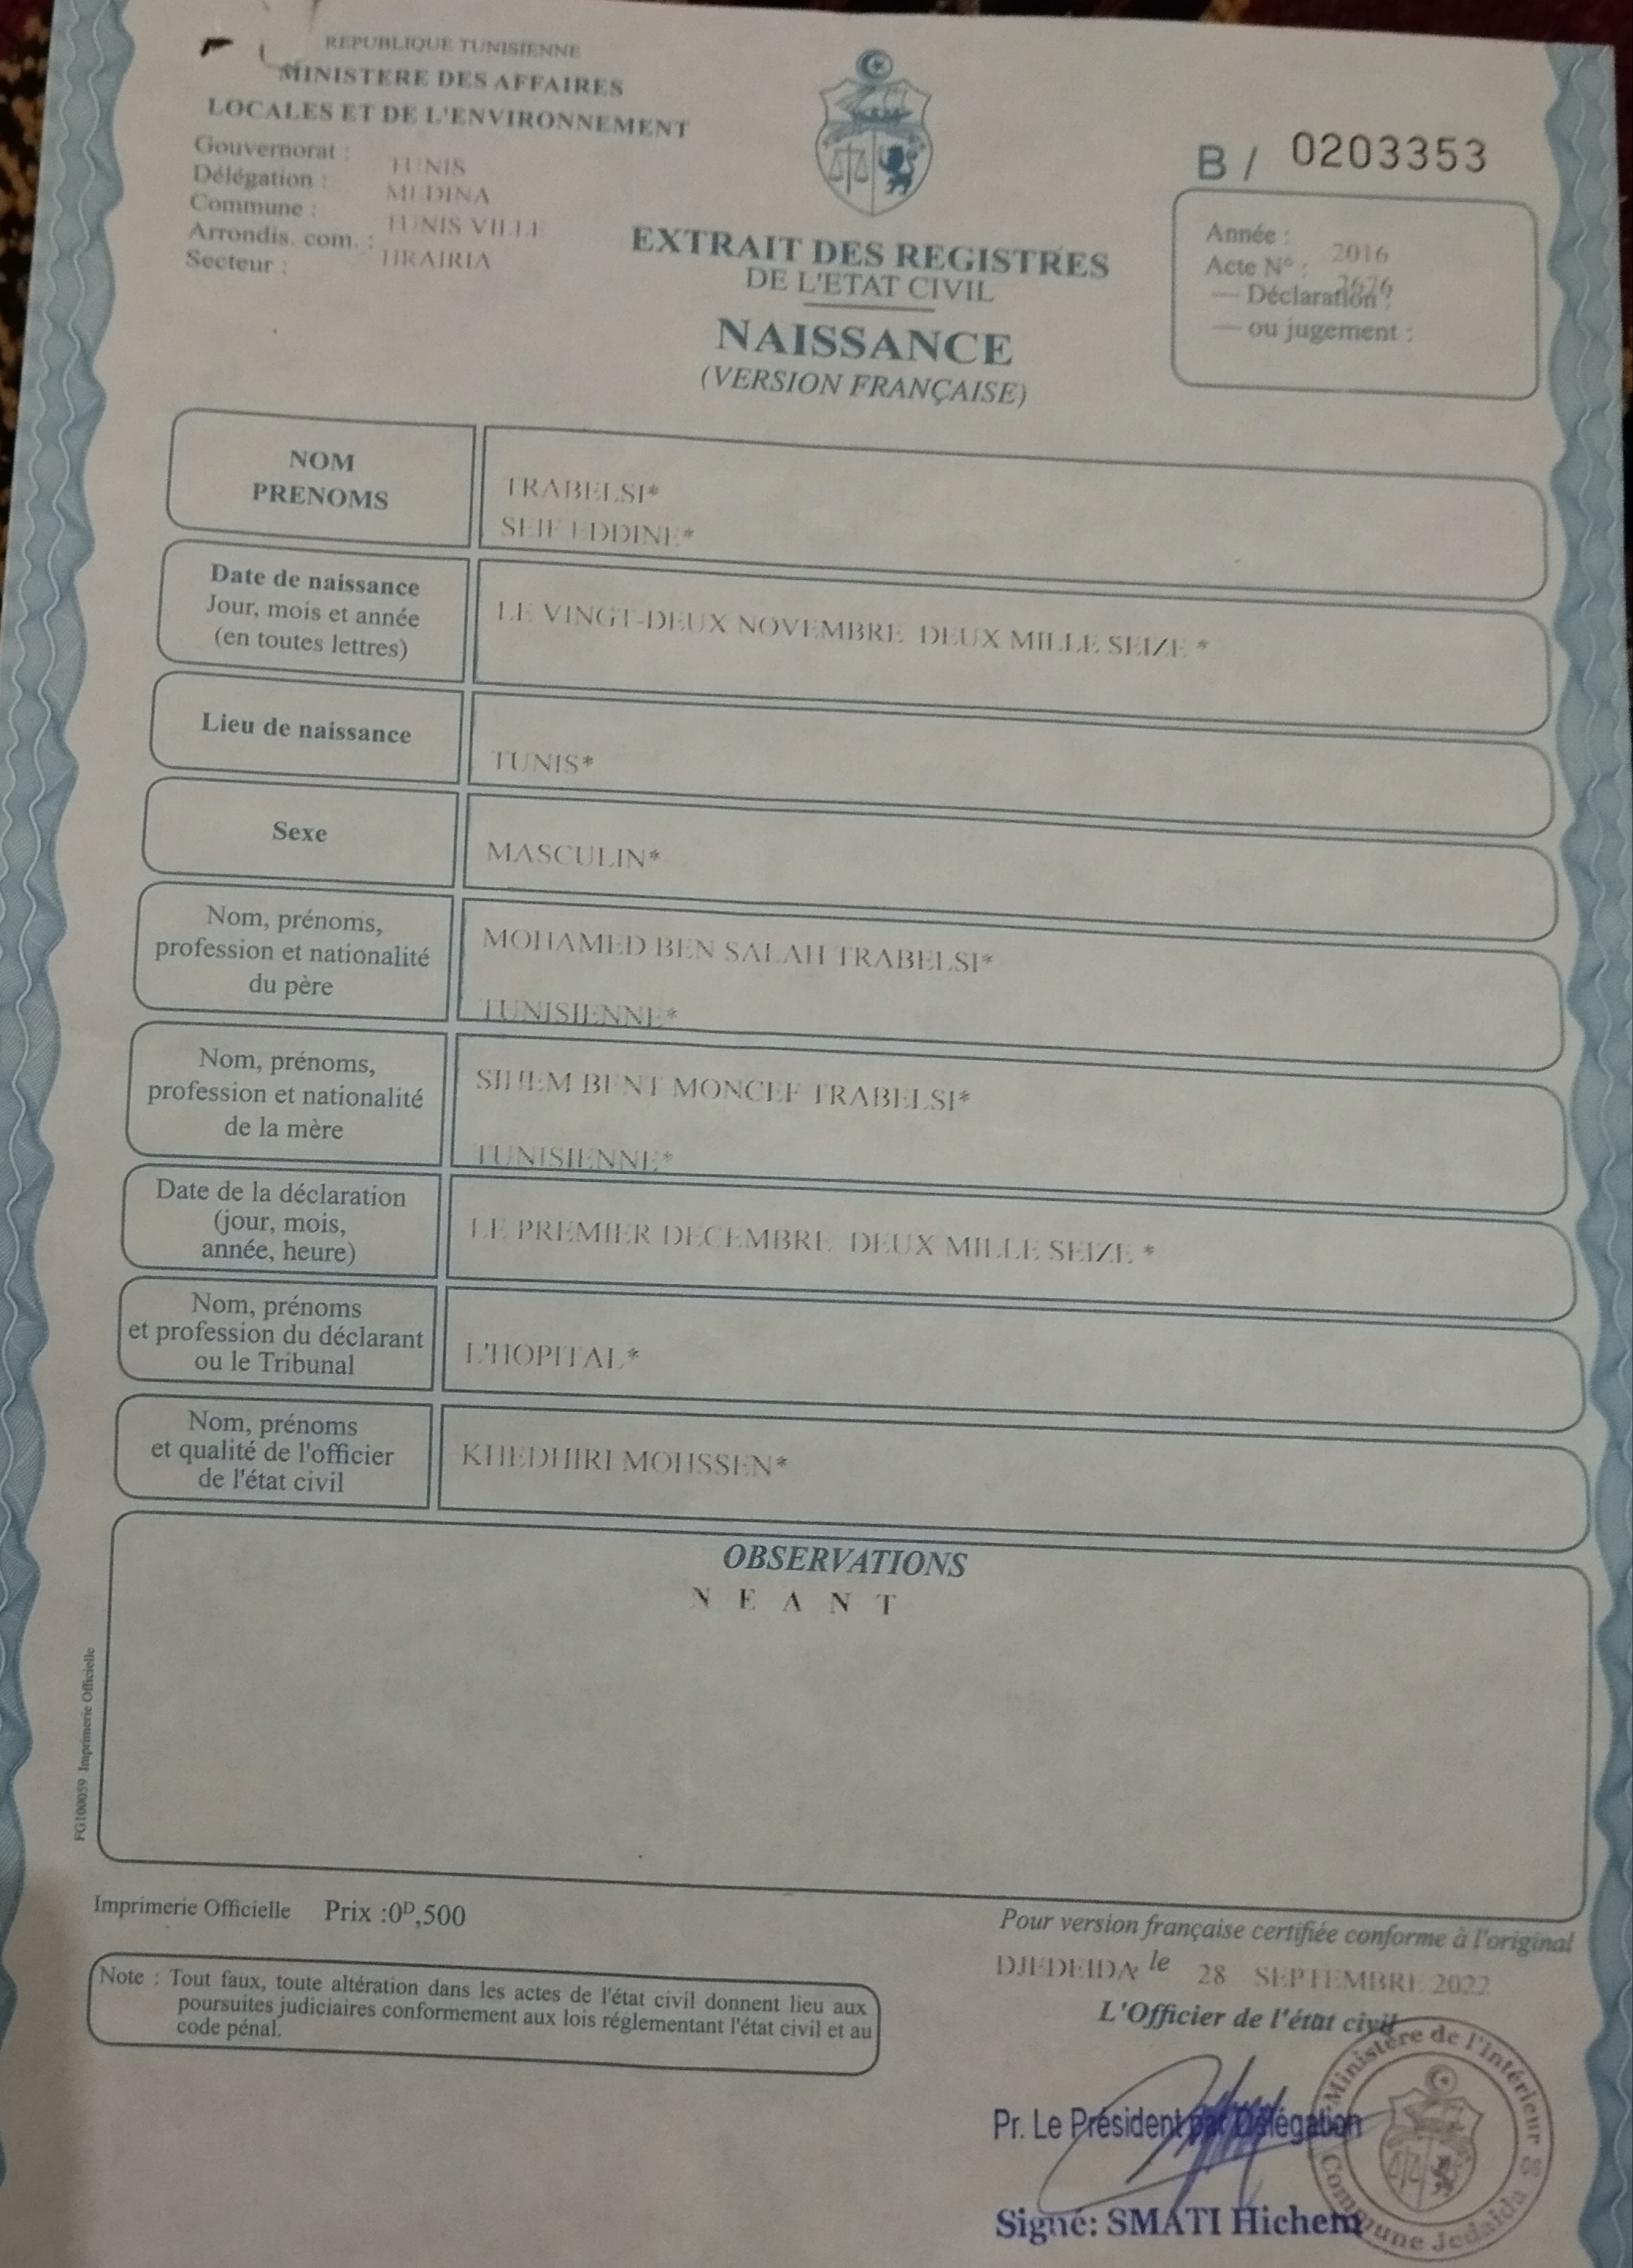 REPUBLIQUE TUNISIENNE
MINISTERE DES AFFAIRES
LOCALES ET DE L'ENVIRONNEMENT
Gouvernorat : TUNIS
Délégation : MEDINA
Commune : TUNIS VILLE
Arrondis. com. : HRAIRIA
Secteur :
EXTRAIT DES REGISTRES
DE L'ETAT CIVIL
NAISSANCE
(VERSION FRANÇAISE)
B / 0203353
Année : 2016
Acte N° : 2676
— Déclaration :
— ou jugement :
NOM
PRENOMS
TRABELSI*
SEIF EDDINE*
Date de naissance
Jour, mois et année
(en toutes lettres)
LE VINGT-DEUX NOVEMBRE DEUX MILLE SEIZE *
Lieu de naissance
TUNIS*
Sexe
MASCULIN*
Nom, prénoms,
profession et nationalité
du père
MOHAMED BEN SALAH TRABELSI*
TUNISIENNE*
Nom, prénoms,
profession et nationalité
de la mère
SIHEM BENT MONCEF TRABELSI*
TUNISIENNE*
Date de la déclaration
(jour, mois,
année, heure)
LE PREMIER DECEMBRE DEUX MILLE SEIZE *
Nom, prénoms
et profession du déclarant
ou le Tribunal
L'HOPITAL*
Nom, prénoms
et qualité de l'officier
de l'état civil
KHEDHIRI MOHSSEN*
OBSERVATIONS
N E A N T
FG100059 Imprimerie Officielle
Imprimerie Officielle Prix :0ᴰ,500
Note : Tout faux, toute altération dans les actes de l'état civil donnent lieu aux
poursuites judiciaires conformement aux lois réglementant l'état civil et au
code pénal.
Pour version française certifiée conforme à l'original
DJEDEIDA le 28 SEPTEMBRE 2022
L'Officier de l'état civil
Pr. Le Président par Délégation
Signé: SMATI Hichem
Ministère de l'intérieur
Commune Jedaida